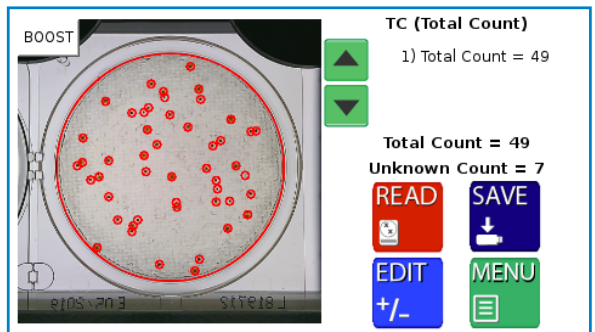 BOOST
TC (Total Count)
1) Total Count = 49
Total Count = 49
Unknown Count = 7
READ
SAVE
EDIT
+/-
MENU